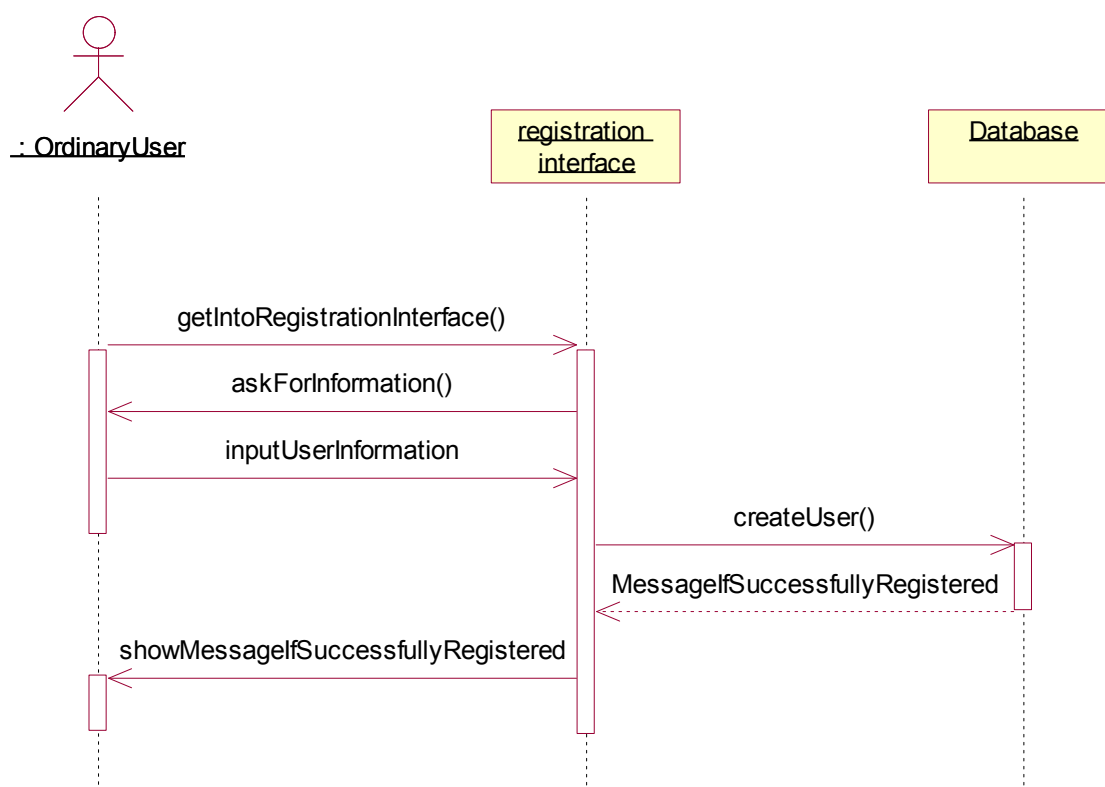 : OrdinaryUser
registration
interface
Database
getIntoRegistrationInterface()
askForInformation()
inputUserInformation
createUser()
MessageIfSuccessfullyRegistered
showMessageIfSuccessfullyRegistered